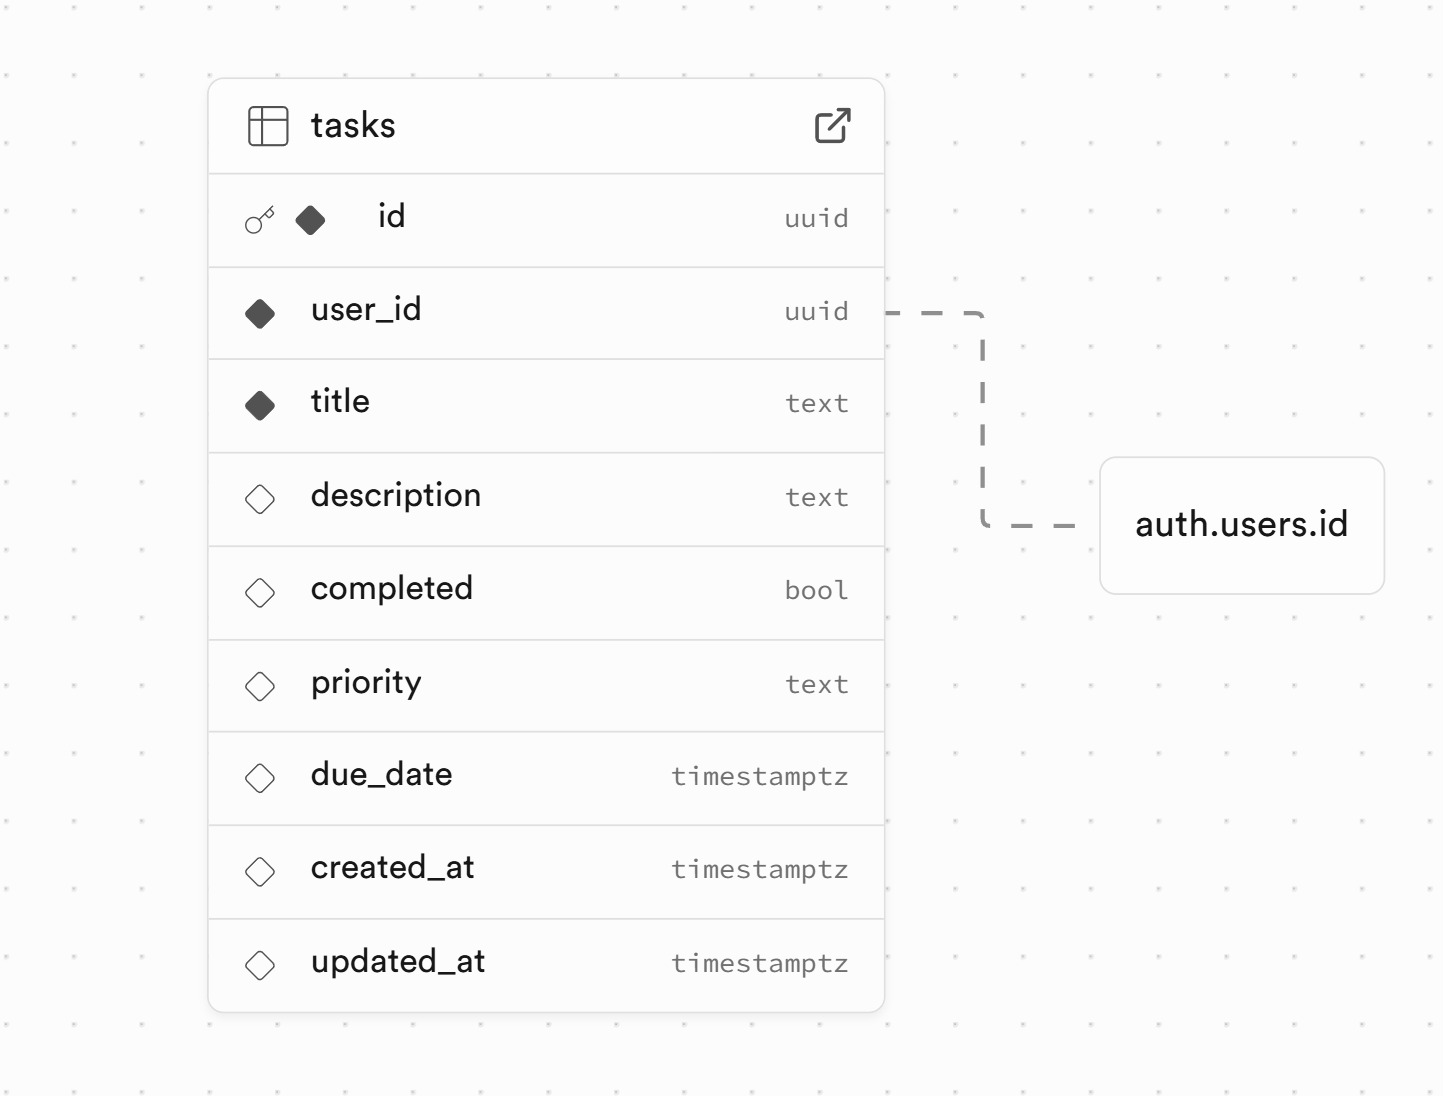 tasks
id uuid
user_id uuid
title text
description text
completed bool
priority text
due_date timestamptz
created_at timestamptz
updated_at timestamptz
auth.users.id